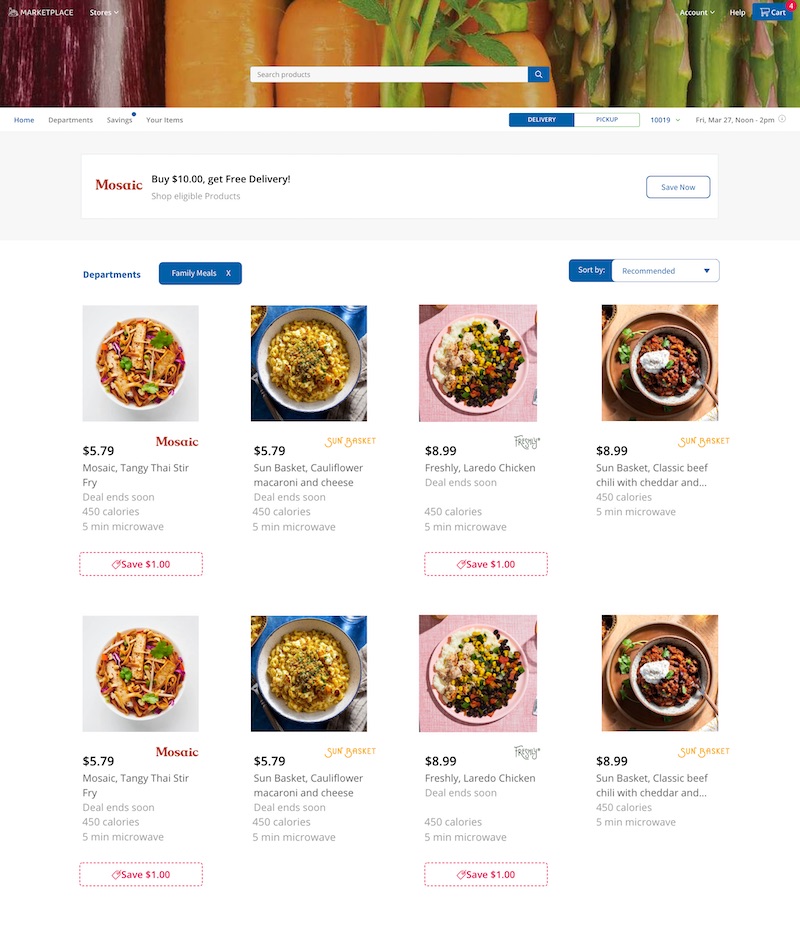 MARKETPLACE Stores Account Help Cart 4
Search products
Home Departments Savings Your Items DELIVERY PICKUP 10019 Fri, Mar 27, Noon - 2pm
Mosaic
Buy $10.00, get Free Delivery!
Shop eligible Products
Save Now
Departments Family Meals X Sort by: Recommended
$5.79 Mosaic
Mosaic, Tangy Thai Stir
Fry
Deal ends soon
450 calories
5 min microwave
Save $1.00
$5.79 SUN BASKET
Sun Basket, Cauliflower
macaroni and cheese
Deal ends soon
450 calories
5 min microwave
$8.99 FRESHLY
Freshly, Laredo Chicken
Deal ends soon
450 calories
5 min microwave
Save $1.00
$8.99 SUN BASKET
Sun Basket, Classic beef
chili with cheddar and...
450 calories
5 min microwave
$5.79 Mosaic
Mosaic, Tangy Thai Stir
Fry
Deal ends soon
450 calories
5 min microwave
Save $1.00
$5.79 SUN BASKET
Sun Basket, Cauliflower
macaroni and cheese
Deal ends soon
450 calories
5 min microwave
$8.99 FRESHLY
Freshly, Laredo Chicken
Deal ends soon
450 calories
5 min microwave
Save $1.00
$8.99 SUN BASKET
Sun Basket, Classic beef
chili with cheddar and...
450 calories
5 min microwave